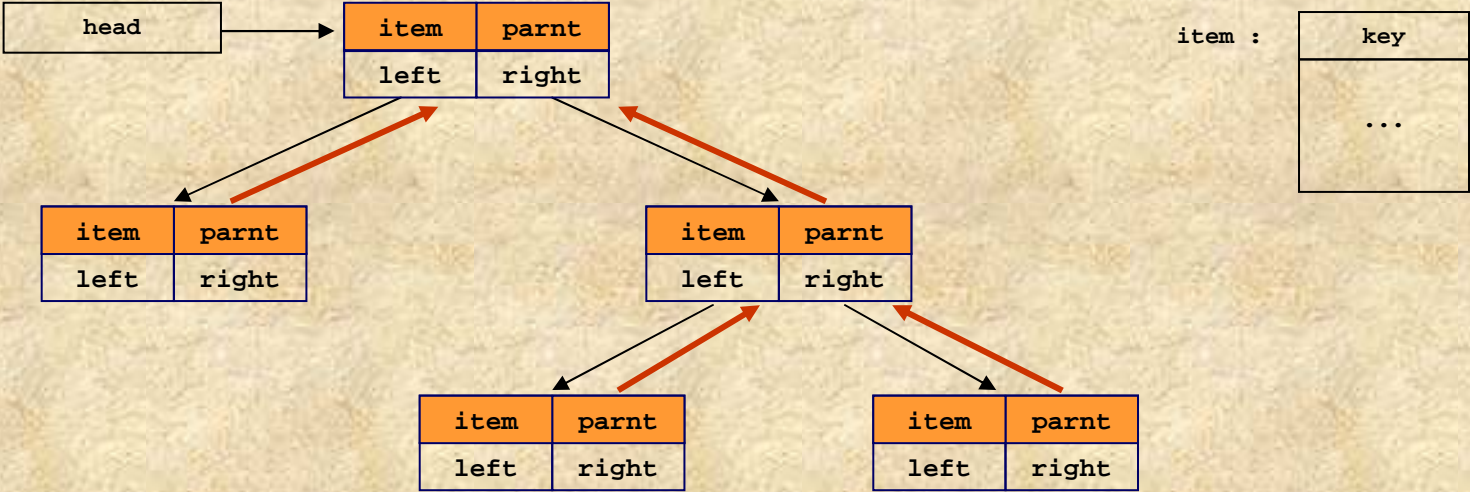 head
item parnt
left right
item :
key
...
item parnt
left right
item parnt
left right
item parnt
left right
item parnt
left right